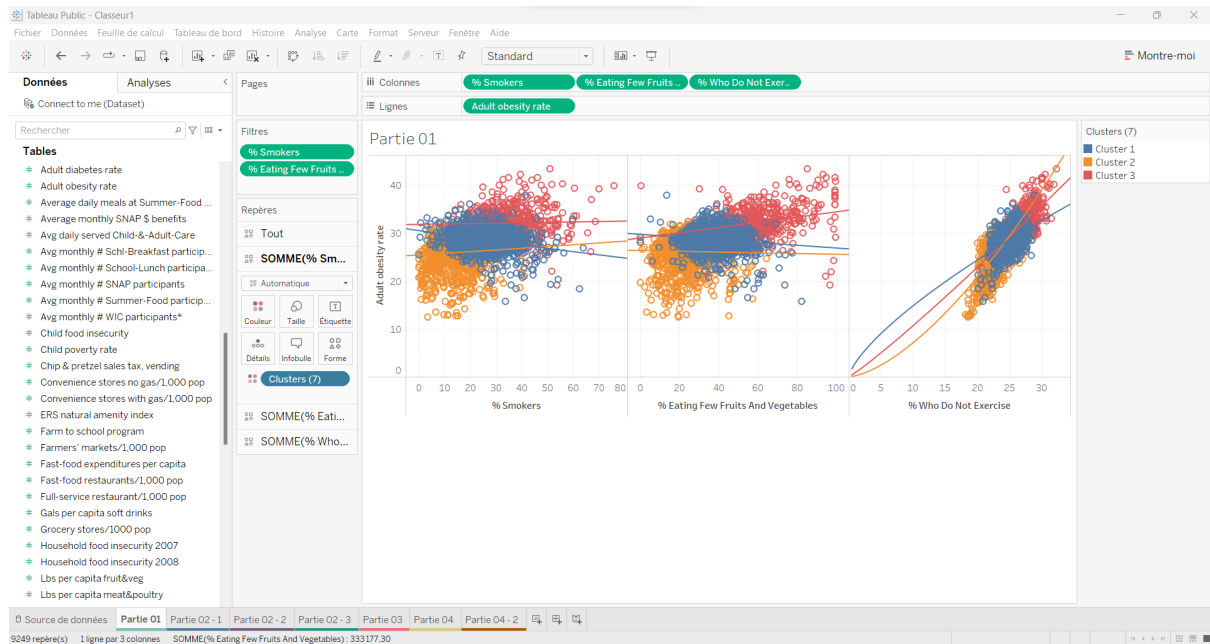 Tableau Public - Classeur1
Fichier Données Feuille de calcul Tableau de bord Histoire Analyse Carte Format Serveur Fenêtre Aide
Standard
Montre-moi
Données Analyses
Connect to me (Dataset)
Rechercher
Tables
Adult diabetes rate
Adult obesity rate
Average daily meals at Summer-Food ...
Average monthly SNAP $ benefits
Avg daily served Child-&-Adult-Care
Avg monthly # Schl-Breakfast particip...
Avg monthly # School-Lunch participa...
Avg monthly # SNAP participants
Avg monthly # Summer-Food particip...
Avg monthly # WIC participants*
Child food insecurity
Child poverty rate
Chip & pretzel sales tax, vending
Convenience stores no gas/1,000 pop
Convenience stores with gas/1,000 pop
ERS natural amenity index
Farm to school program
Farmers' markets/1,000 pop
Fast-food expenditures per capita
Fast-food restaurants/1,000 pop
Full-service restaurant/1,000 pop
Gals per capita soft drinks
Grocery stores/1000 pop
Household food insecurity 2007
Household food insecurity 2008
Lbs per capita fruit&veg
Lbs per capita meat&poultry
Pages
Filtres
% Smokers
% Eating Few Fruits ..
Repères
Tout
SOMME(% Sm...
Automatique
Couleur Taille Étiquette
Détails Infobulle Forme
Clusters (7)
SOMME(% Eati...
SOMME(% Who...
Colonnes % Smokers % Eating Few Fruits .. % Who Do Not Exer..
Lignes Adult obesity rate
Partie 01
Adult obesity rate
40
30
20
10
0
0 10 20 30 40 50 60 70 80 0 20 40 60 80 100 0 5 10 15 20 25 30
% Smokers % Eating Few Fruits And Vegetables % Who Do Not Exercise
Clusters (7)
Cluster 1
Cluster 2
Cluster 3
Source de données Partie 01 Partie 02 - 1 Partie 02 - 2 Partie 02 - 3 Partie 03 Partie 04 Partie 04 - 2
9249 repère(s) 1 ligne par 3 colonnes SOMME(% Eating Few Fruits And Vegetables) : 333177,30